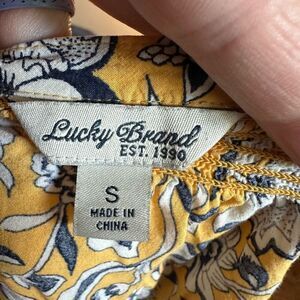 Lucky Brand
EST. 1990
S
MADE IN
CHINA